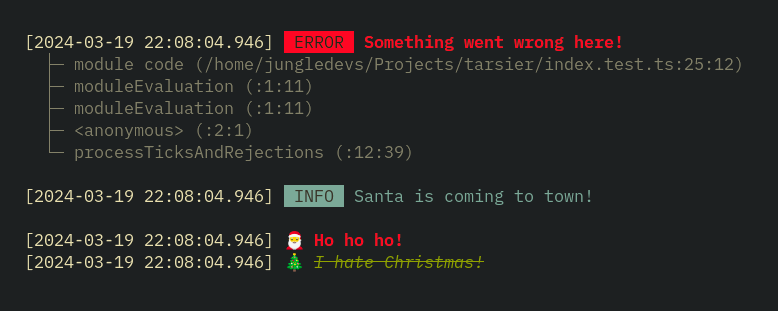 [2024-03-19 22:08:04.946] ERROR Something went wrong here!
├─ module code (/home/jungledevs/Projects/tarsier/index.test.ts:25:12)
├─ moduleEvaluation (:1:11)
├─ moduleEvaluation (:1:11)
├─ <anonymous> (:2:1)
└─ processTicksAndRejections (:12:39)
[2024-03-19 22:08:04.946] INFO Santa is coming to town!
[2024-03-19 22:08:04.946] 🎅 Ho ho ho!
[2024-03-19 22:08:04.946] 🎄 I hate Christmas!